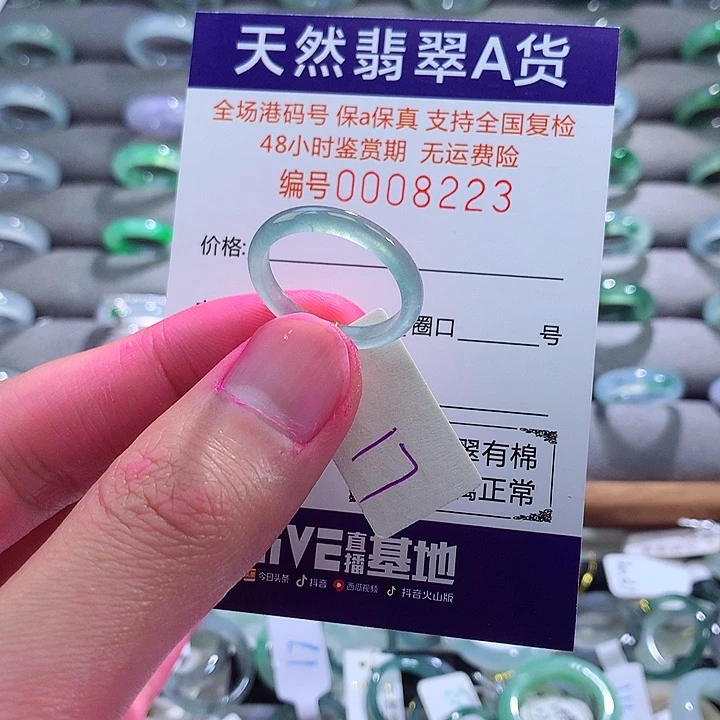 天然翡翠A货
全场港码号 保a保真 支持全国复检
48小时鉴赏期 无运费险
编号0008223
价格:
圈口 号
17
翠有棉
正常
直播基地
今日头条 抖音 西瓜视频 抖音火山版
17